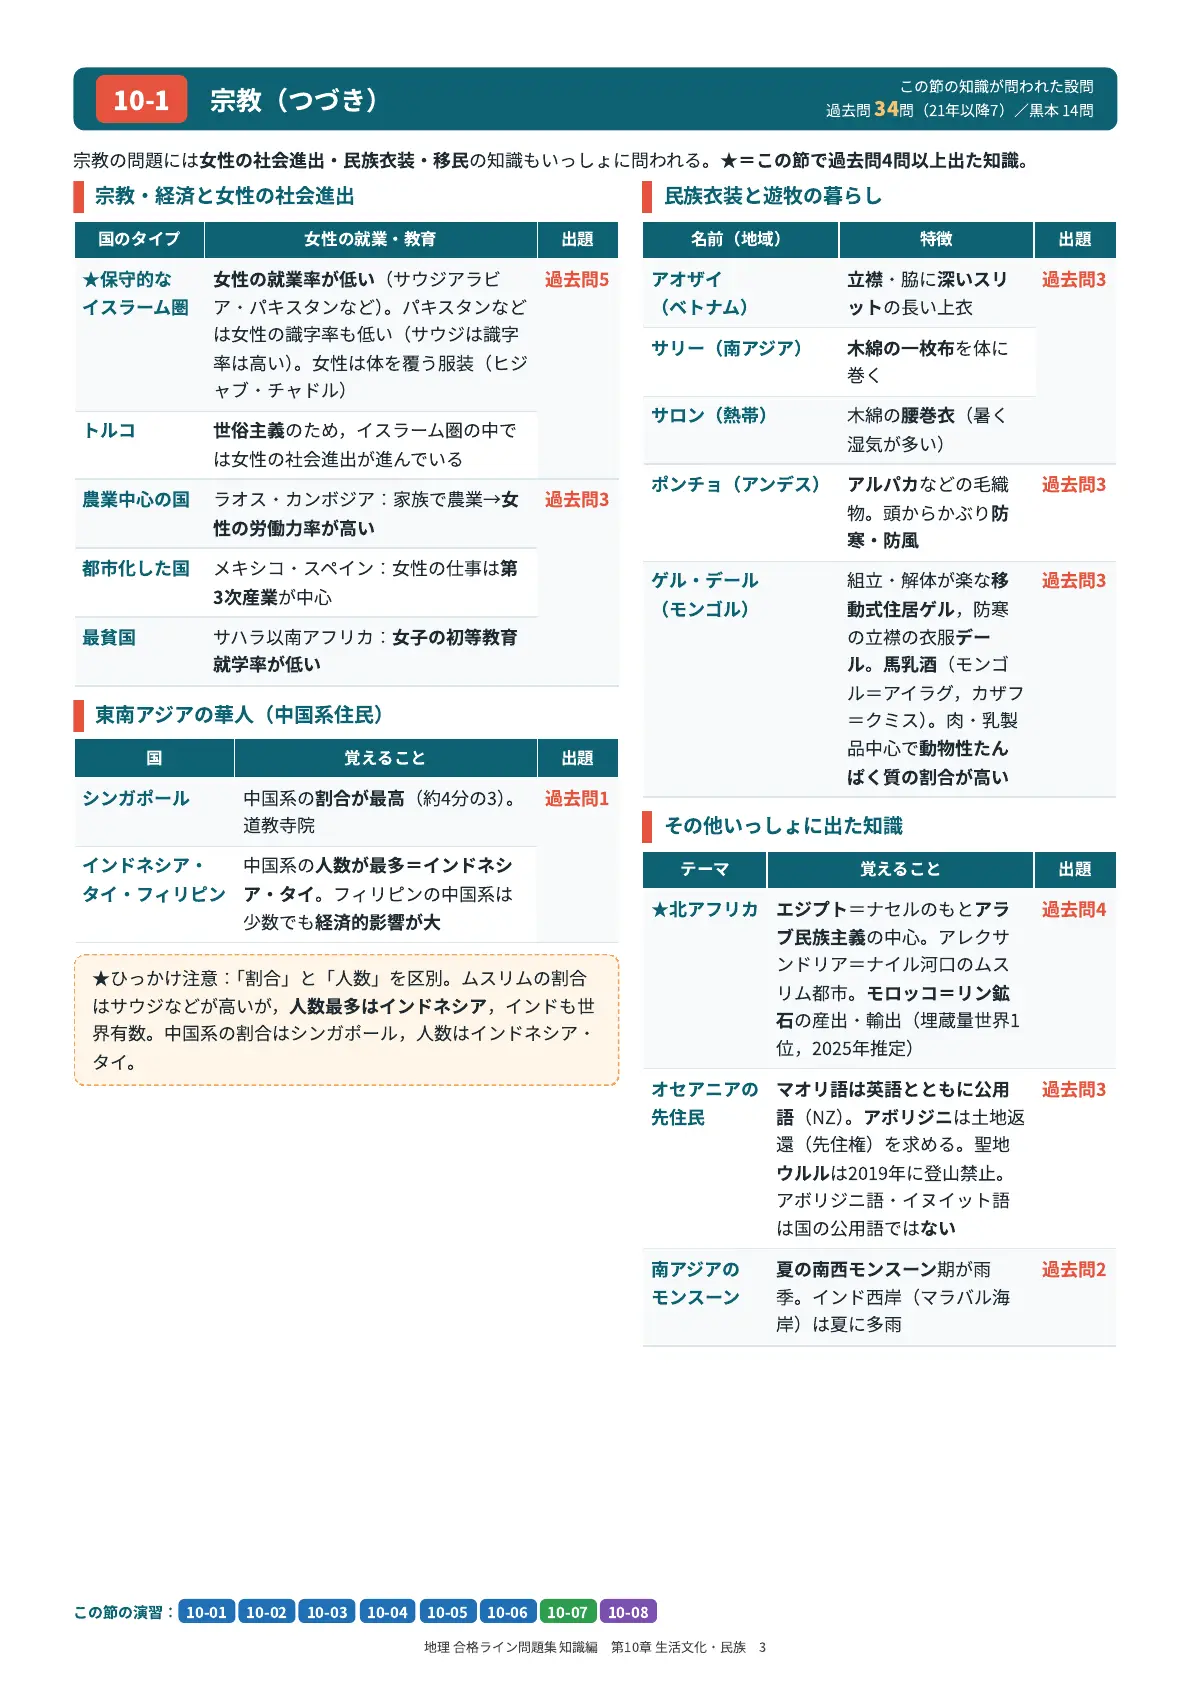 10-1 宗教（つづき）
この節の知識が問われた設問
過去問 34問（21年以降7）／黒本 14問
宗教の問題には女性の社会進出・民族衣装・移民の知識もいっしょに問われる。★＝この節で過去問4問以上出た知識。
宗教・経済と女性の社会進出
国のタイプ 女性の就業・教育 出題
★保守的な
イスラーム圏
女性の就業率が低い（サウジアラビ
ア・パキスタンなど）。パキスタンなど
は女性の識字率も低い（サウジは識字
率は高い）。女性は体を覆う服装（ヒジ
ャブ・チャドル）
過去問5
トルコ
世俗主義のため，イスラーム圏の中で
は女性の社会進出が進んでいる
農業中心の国
ラオス・カンボジア：家族で農業→女
性の労働力率が高い
過去問3
都市化した国
メキシコ・スペイン：女性の仕事は第
3次産業が中心
最貧国
サハラ以南アフリカ：女子の初等教育
就学率が低い
東南アジアの華人（中国系住民）
国 覚えること 出題
シンガポール
中国系の割合が最高（約4分の3）。
道教寺院
過去問1
インドネシア・
タイ・フィリピン
中国系の人数が最多＝インドネシ
ア・タイ。フィリピンの中国系は
少数でも経済的影響が大
★ひっかけ注意：「割合」と「人数」を区別。ムスリムの割合
はサウジなどが高いが，人数最多はインドネシア，インドも世
界有数。中国系の割合はシンガポール，人数はインドネシア・
タイ。
民族衣装と遊牧の暮らし
名前（地域） 特徴 出題
アオザイ
（ベトナム）
立襟・脇に深いスリ
ットの長い上衣
過去問3
サリー（南アジア）
木綿の一枚布を体に
巻く
サロン（熱帯）
木綿の腰巻衣（暑く
湿気が多い）
ポンチョ（アンデス）
アルパカなどの毛織
物。頭からかぶり防
寒・防風
過去問3
ゲル・デール
（モンゴル）
組立・解体が楽な移
動式住居ゲル，防寒
の立襟の衣服デー
ル。馬乳酒（モンゴ
ル＝アイラグ，カザフ
＝クミス）。肉・乳製
品中心で動物性たん
ぱく質の割合が高い
過去問3
その他いっしょに出た知識
テーマ 覚えること 出題
★北アフリカ
エジプト＝ナセルのもとアラ
ブ民族主義の中心。アレクサ
ンドリア＝ナイル河口のムス
リム都市。モロッコ＝リン鉱
石の産出・輸出（埋蔵量世界1
位，2025年推定）
過去問4
オセアニアの
先住民
マオリ語は英語とともに公用
語（NZ）。アボリジニは土地返
還（先住権）を求める。聖地
ウルルは2019年に登山禁止。
アボリジニ語・イヌイット語
は国の公用語ではない
過去問3
南アジアの
モンスーン
夏の南西モンスーン期が雨
季。インド西岸（マラバル海
岸）は夏に多雨
過去問2
この節の演習： 10-01 10-02 10-03 10-04 10-05 10-06 10-07 10-08
地理 合格ライン問題集 知識編 第10章 生活文化・民族 3